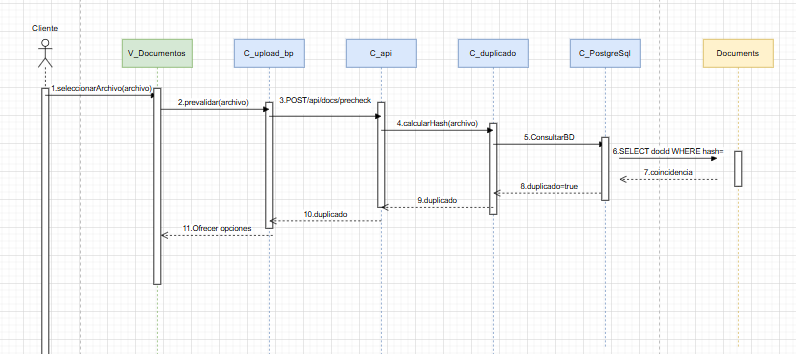 Cliente
V_Documentos
C_upload_bp
C_api
C_duplicado
C_PostgreSql
Documents
1.seleccionarArchivo(archivo)
2.prevalidar(archivo)
3.POST/api/docs/precheck
4.calcularHash(archivo)
5.ConsultarBD
6.SELECT docId WHERE hash=
7.coincidencia
8.duplicado=true
9.duplicado
10.duplicado
11.Ofrecer opciones